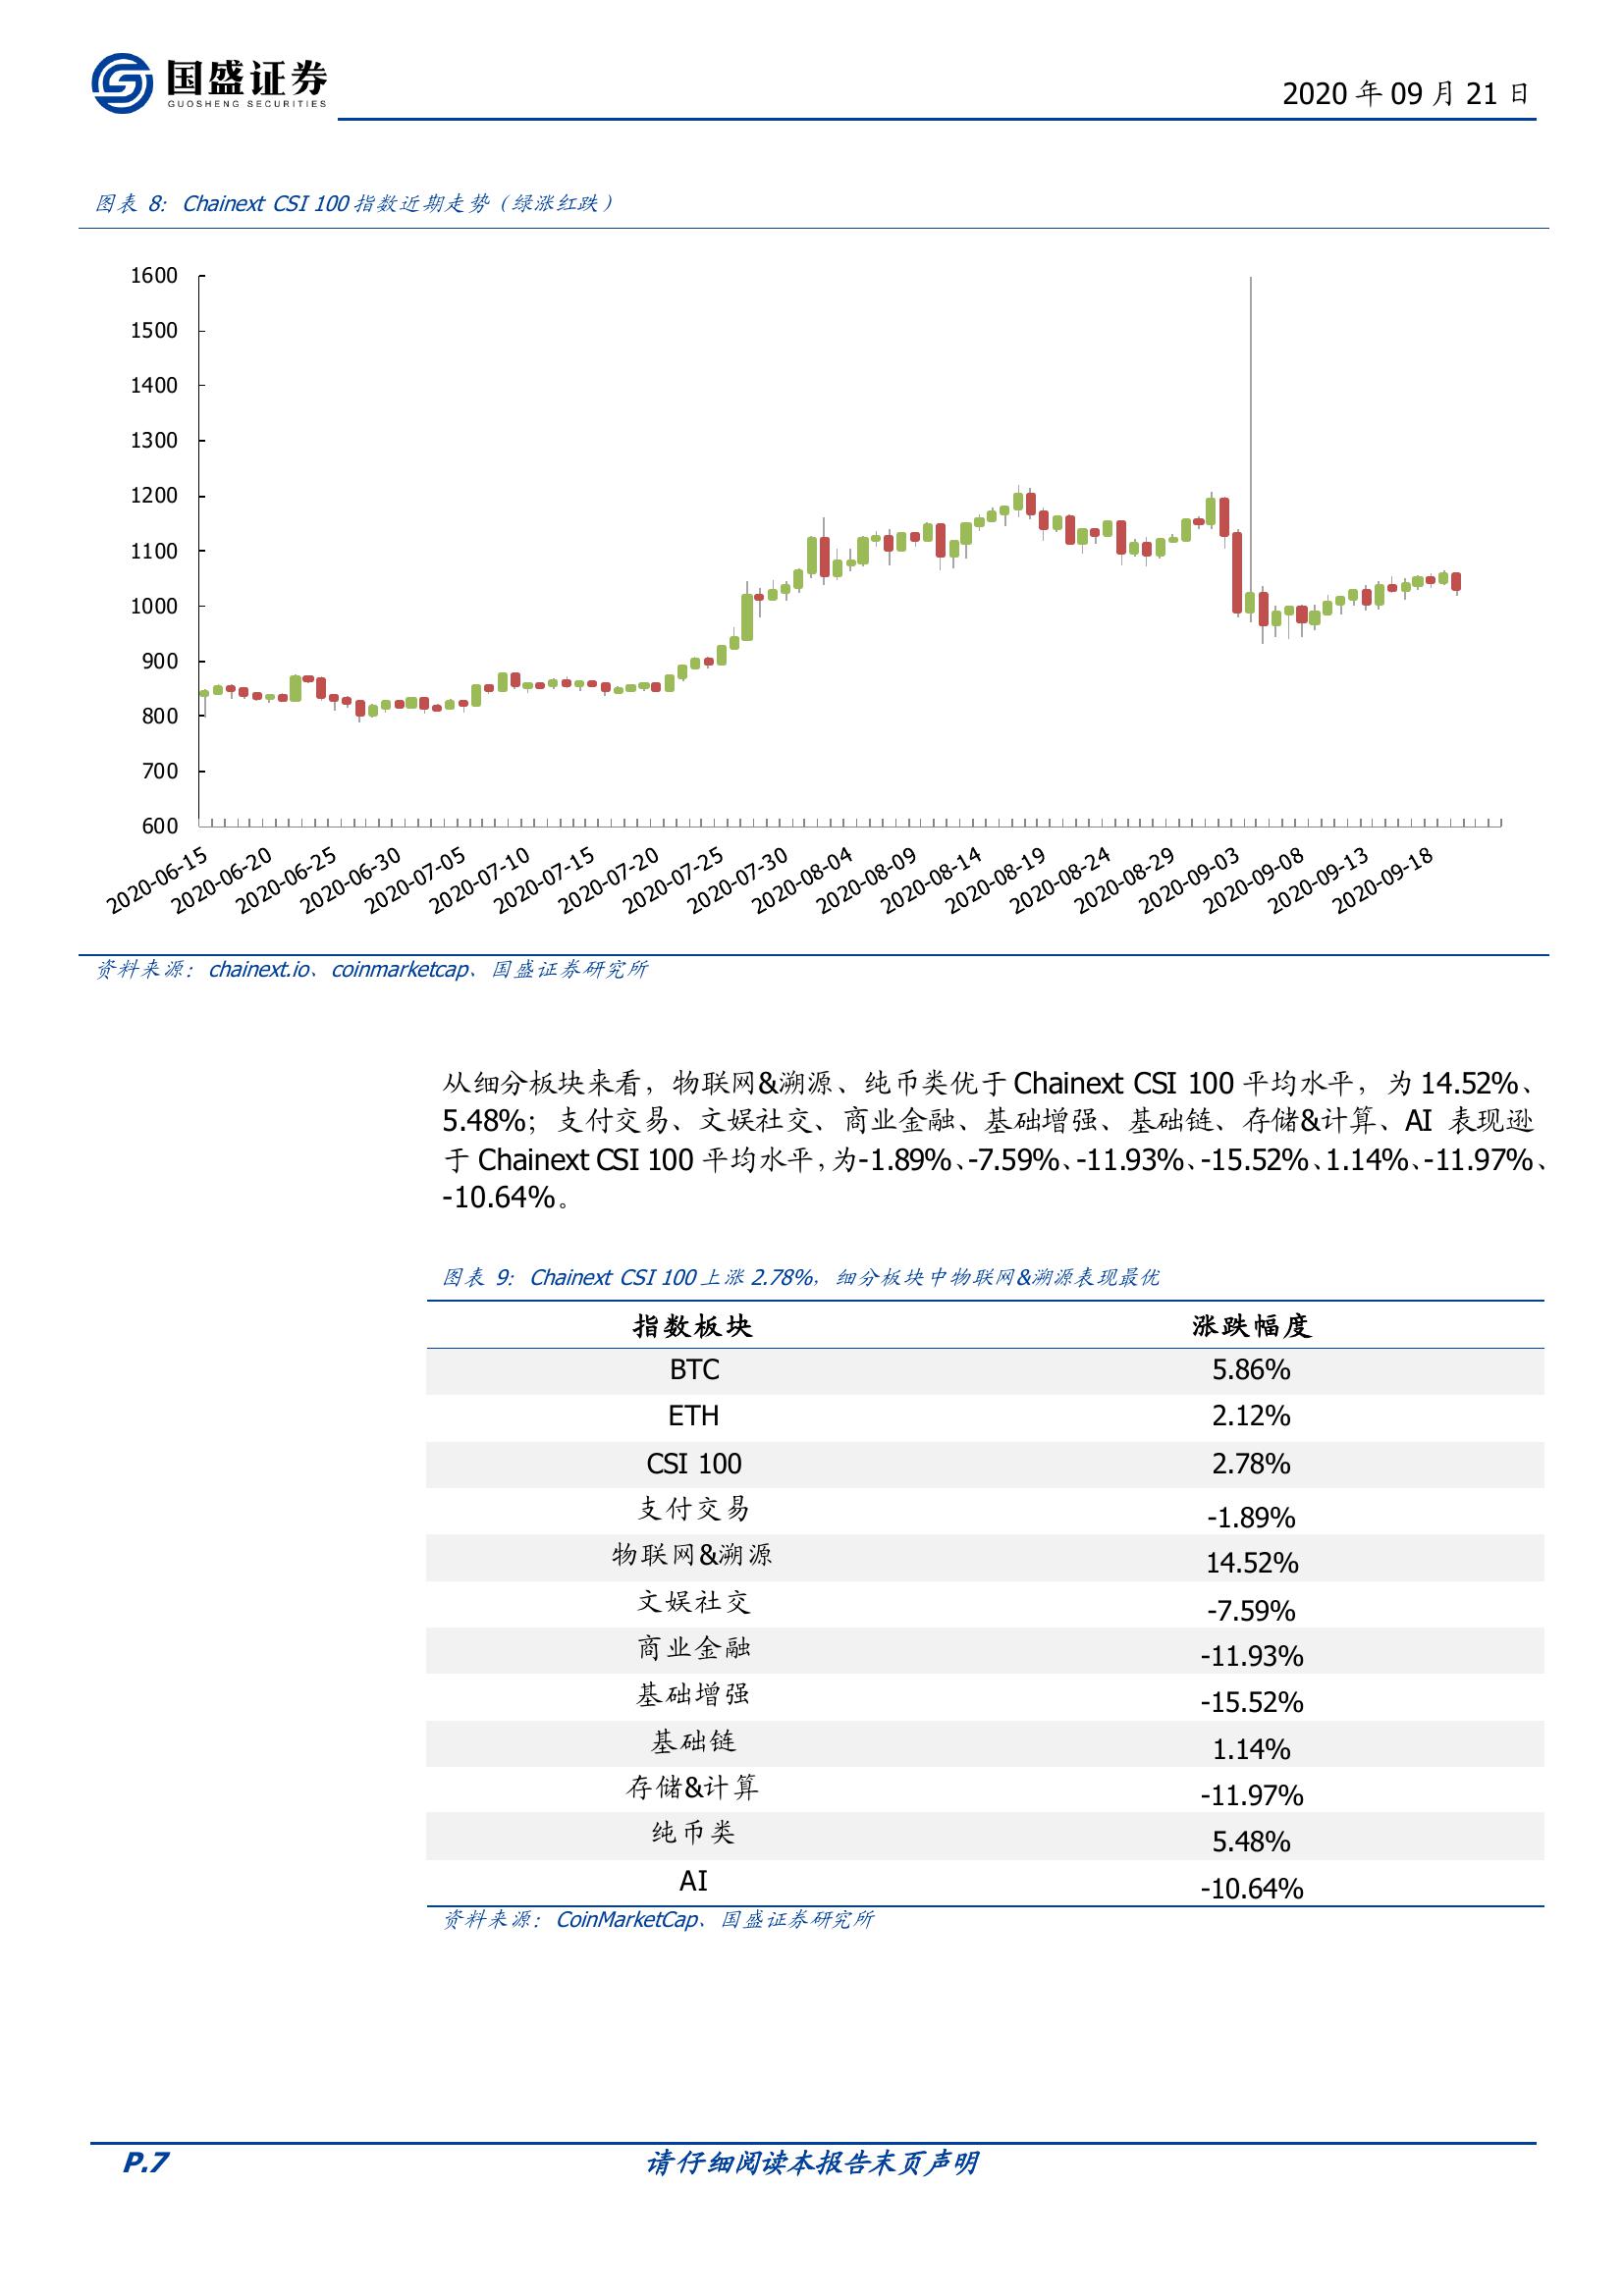 国盛证券
GUOSHENG SECURITIES
2020 年 09 月 21 日
图表 8: Chainext CSI 100 指数近期走势（绿涨红跌）
1600
1500
1400
1300
1200
1100
1000
900
800
700
600
2020-06-15
2020-06-20
2020-06-25
2020-06-30
2020-07-05
2020-07-10
2020-07-15
2020-07-20
2020-07-25
2020-07-30
2020-08-04
2020-08-09
2020-08-14
2020-08-19
2020-08-24
2020-08-29
2020-09-03
2020-09-08
2020-09-13
2020-09-18
资料来源：chainext.io、coinmarketcap、国盛证券研究所
从细分板块来看，物联网&溯源、纯币类优于 Chainext CSI 100 平均水平，为 14.52%、
5.48%；支付交易、文娱社交、商业金融、基础增强、基础链、存储&计算、AI 表现逊
于 Chainext CSI 100 平均水平，为-1.89%、-7.59%、-11.93%、-15.52%、1.14%、-11.97%、
-10.64%。
图表 9: Chainext CSI 100 上涨 2.78%，细分板块中物联网&溯源表现最优
指数板块 涨跌幅度
BTC 5.86%
ETH 2.12%
CSI 100 2.78%
支付交易 -1.89%
物联网&溯源 14.52%
文娱社交 -7.59%
商业金融 -11.93%
基础增强 -15.52%
基础链 1.14%
存储&计算 -11.97%
纯币类 5.48%
AI -10.64%
资料来源：CoinMarketCap、国盛证券研究所
P.7 请仔细阅读本报告末页声明